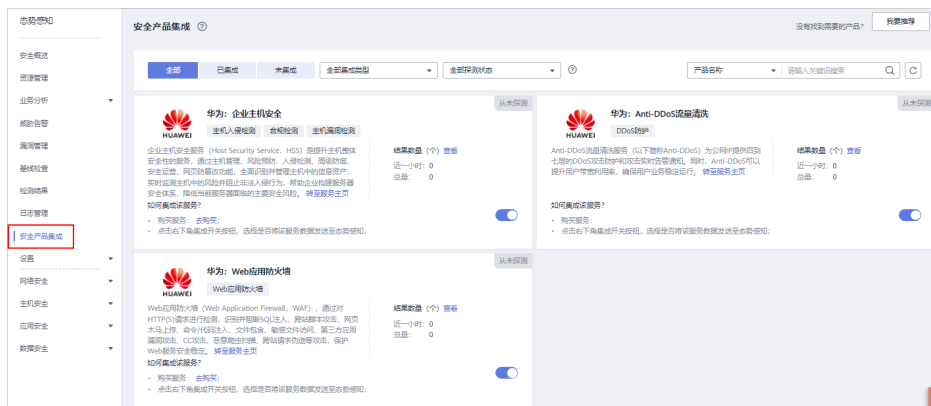 态势感知
安全概览
资源管理
业务分析
威胁告警
漏洞管理
基线检查
检测结果
日志管理
安全产品集成
设置
网络安全
主机安全
应用安全
数据安全
安全产品集成
没有找到需要的产品？ 我要推荐
全部 已集成 未集成 全部集成类型 全部探测状态 产品名称 请输入关键词搜索
从未探测
HUAWEI
华为：企业主机安全
主机入侵检测 合规检测 主机漏洞检测
企业主机安全服务（Host Security Service，HSS）是提升主机整体
安全性的服务，通过主机管理、风险预防、入侵检测、高级防御、
安全运营、网页防篡改功能，全面识别并管理主机中的信息资产，
实时监测主机中的风险并阻止非法入侵行为，帮助企业构建服务器
安全体系，降低当前服务器面临的主要安全风险。 转至服务主页
结果数量（个） 查看
近一小时： 0
总量： 0
如何集成该服务？
购买服务： 去购买；
点击右下角集成开关按钮，选择是否将该服务数据发送至态势感知；
从未探测
HUAWEI
华为：Anti-DDoS流量清洗
DDoS防护
Anti-DDoS流量清洗服务（以下简称Anti-DDoS）为公网IP提供四到
七层的DDoS攻击防护和攻击实时告警通知。同时，Anti-DDoS可以
提升用户带宽利用率，确保用户业务稳定运行。 转至服务主页
结果数量（个） 查看
近一小时： 0
总量： 0
如何集成该服务？
购买服务；
点击右下角集成开关按钮，选择是否将该服务数据发送至态势感知；
从未探测
HUAWEI
华为：Web应用防火墙
Web应用防火墙
Web应用防火墙（Web Application Firewall，WAF），通过对
HTTP(S)请求进行检测，识别并阻断SQL注入、跨站脚本攻击、网页
木马上传、命令/代码注入、文件包含、敏感文件访问、第三方应用
漏洞攻击、CC攻击、恶意爬虫扫描、跨站请求伪造等攻击，保护
Web服务安全稳定。 转至服务主页
结果数量（个） 查看
近一小时： 0
总量： 0
如何集成该服务？
购买服务： 去购买；
点击右下角集成开关按钮，选择是否将该服务数据发送至态势感知；